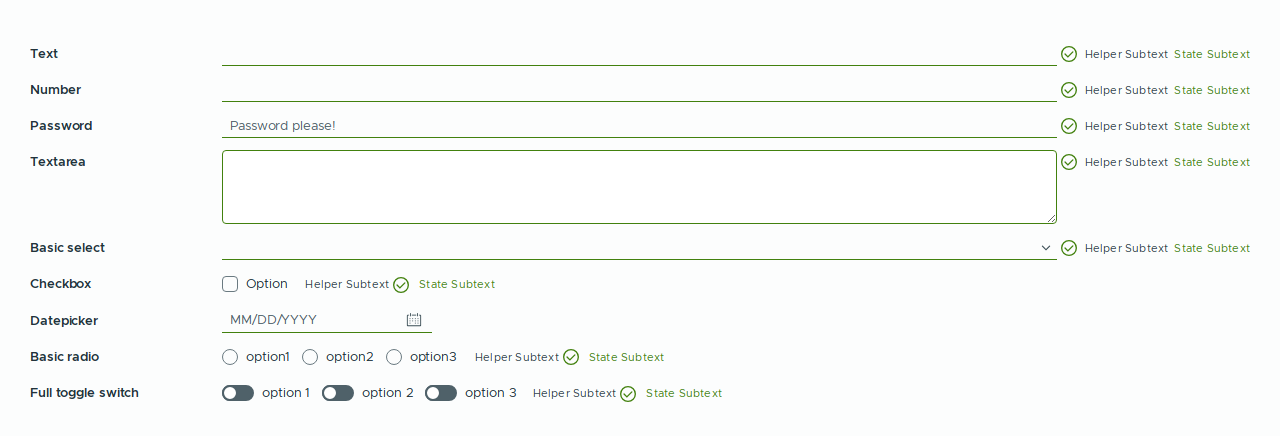 Text Helper Subtext State Subtext
Number Helper Subtext State Subtext
Password Password please! Helper Subtext State Subtext
Textarea Helper Subtext State Subtext
Basic select Helper Subtext State Subtext
Checkbox Option Helper Subtext State Subtext
Datepicker MM/DD/YYYY
Basic radio option1 option2 option3 Helper Subtext State Subtext
Full toggle switch option 1 option 2 option 3 Helper Subtext State Subtext